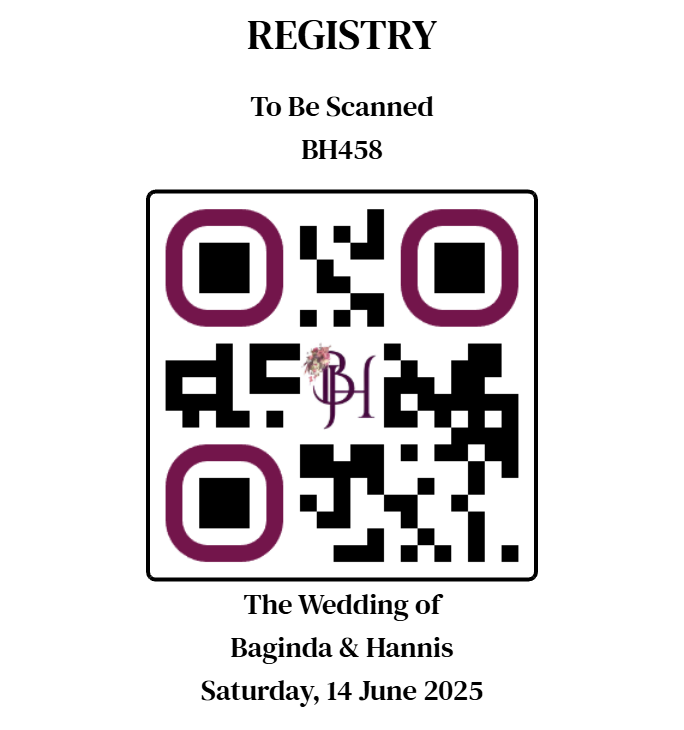 REGISTRY
To Be Scanned
BH458
BH
The Wedding of
Baginda & Hannis
Saturday, 14 June 2025